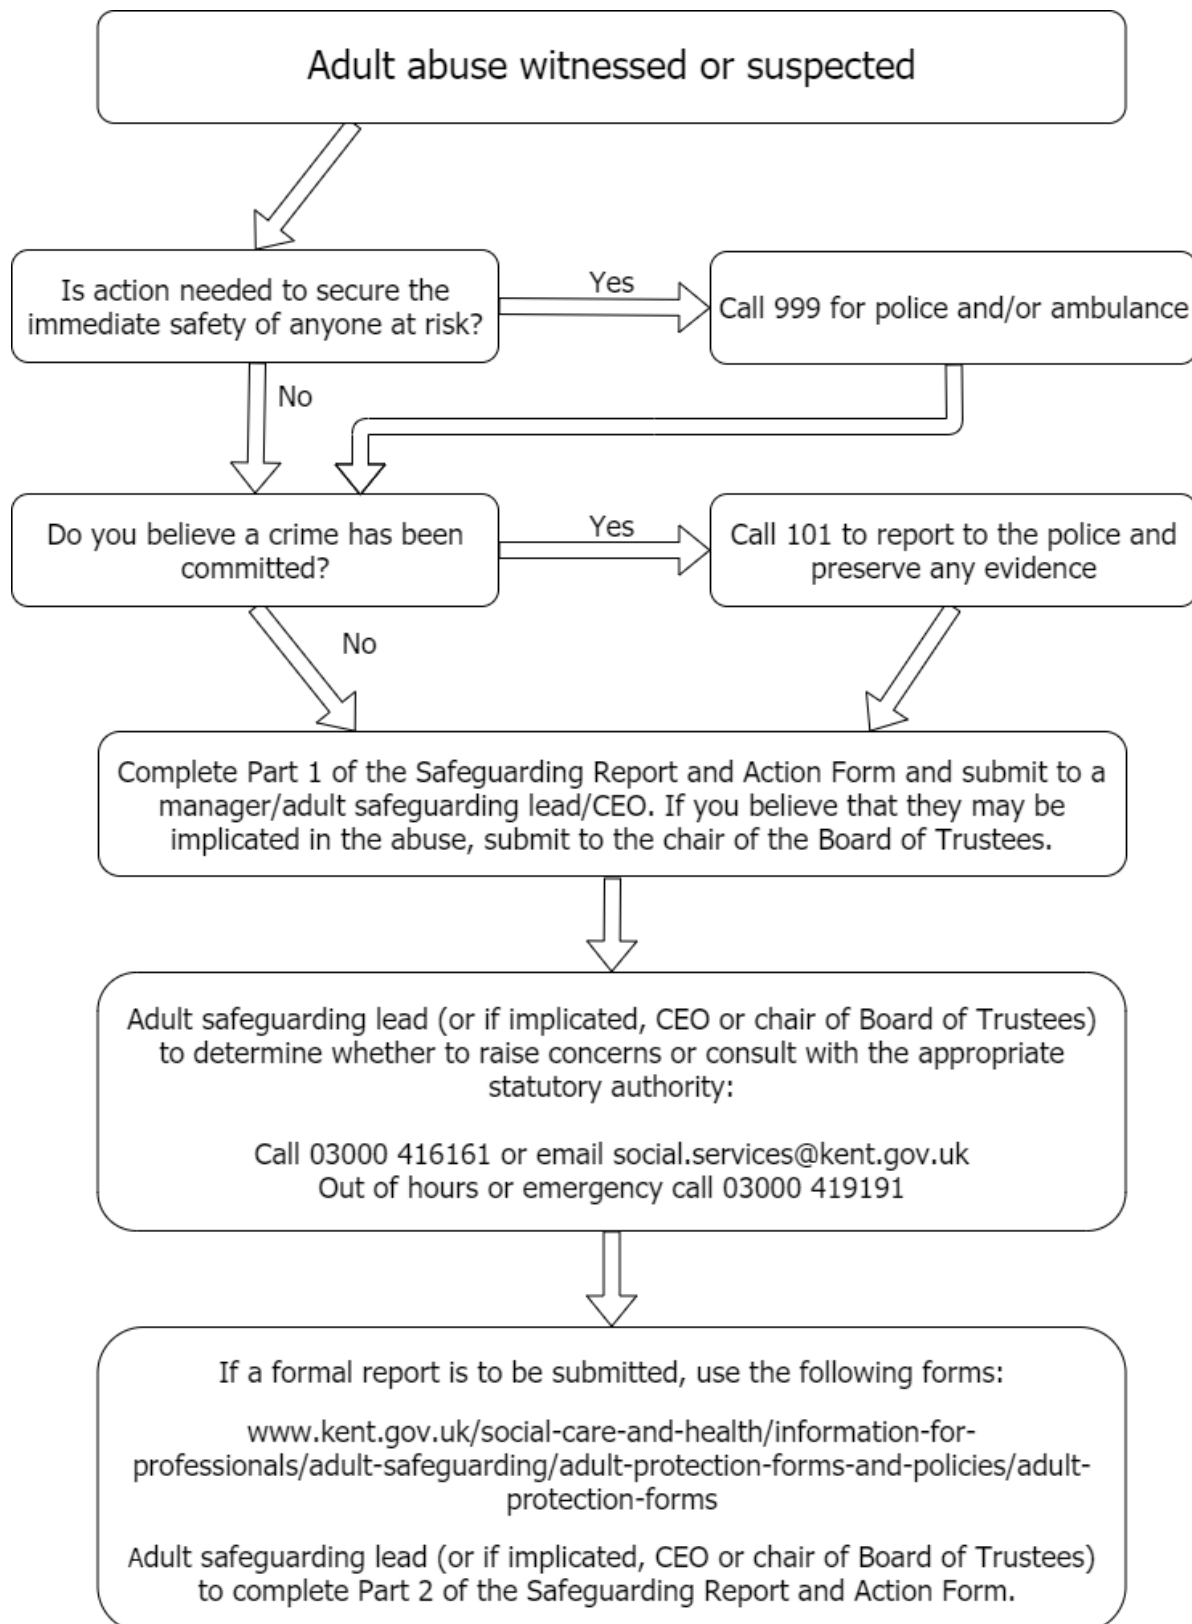 Adult abuse witnessed or suspected
Is action needed to secure the
immediate safety of anyone at risk?
Yes
Call 999 for police and/or ambulance
No
Do you believe a crime has been
committed?
Yes
Call 101 to report to the police and
preserve any evidence
No
Complete Part 1 of the Safeguarding Report and Action Form and submit to a
manager/adult safeguarding lead/CEO. If you believe that they may be
implicated in the abuse, submit to the chair of the Board of Trustees.
Adult safeguarding lead (or if implicated, CEO or chair of Board of Trustees)
to determine whether to raise concerns or consult with the appropriate
statutory authority:
Call 03000 416161 or email social.services@kent.gov.uk
Out of hours or emergency call 03000 419191
If a formal report is to be submitted, use the following forms:
www.kent.gov.uk/social-care-and-health/information-for-
professionals/adult-safeguarding/adult-protection-forms-and-policies/adult-
protection-forms
Adult safeguarding lead (or if implicated, CEO or chair of Board of Trustees)
to complete Part 2 of the Safeguarding Report and Action Form.